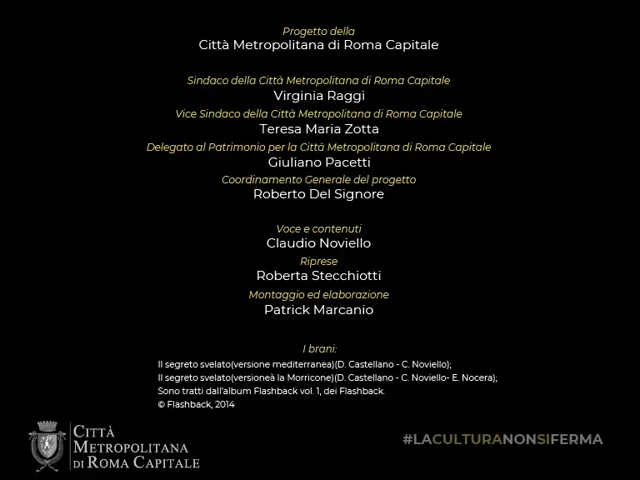 Progetto della
Città Metropolitana di Roma Capitale
Sindaco della Città Metropolitana di Roma Capitale
Virginia Raggi
Vice Sindaco della Città Metropolitana di Roma Capitale
Teresa Maria Zotta
Delegato al Patrimonio per la Città Metropolitana di Roma Capitale
Giuliano Pacetti
Coordinamento Generale del progetto
Roberto Del Signore
Voce e contenuti
Claudio Noviello
Riprese
Roberta Stecchiotti
Montaggio ed elaborazione
Patrick Marcanio
I brani:
Il segreto svelato(versione mediterranea)(D. Castellano - C. Noviello);
Il segreto svelato(versioneà la Morricone)(D. Castellano - C. Noviello- E. Nocera);
Sono tratti dall'album Flashback vol. 1, dei Flashback.
© Flashback, 2014
Città
Metropolitana
di Roma Capitale
#LACULTURANONSIFERMA